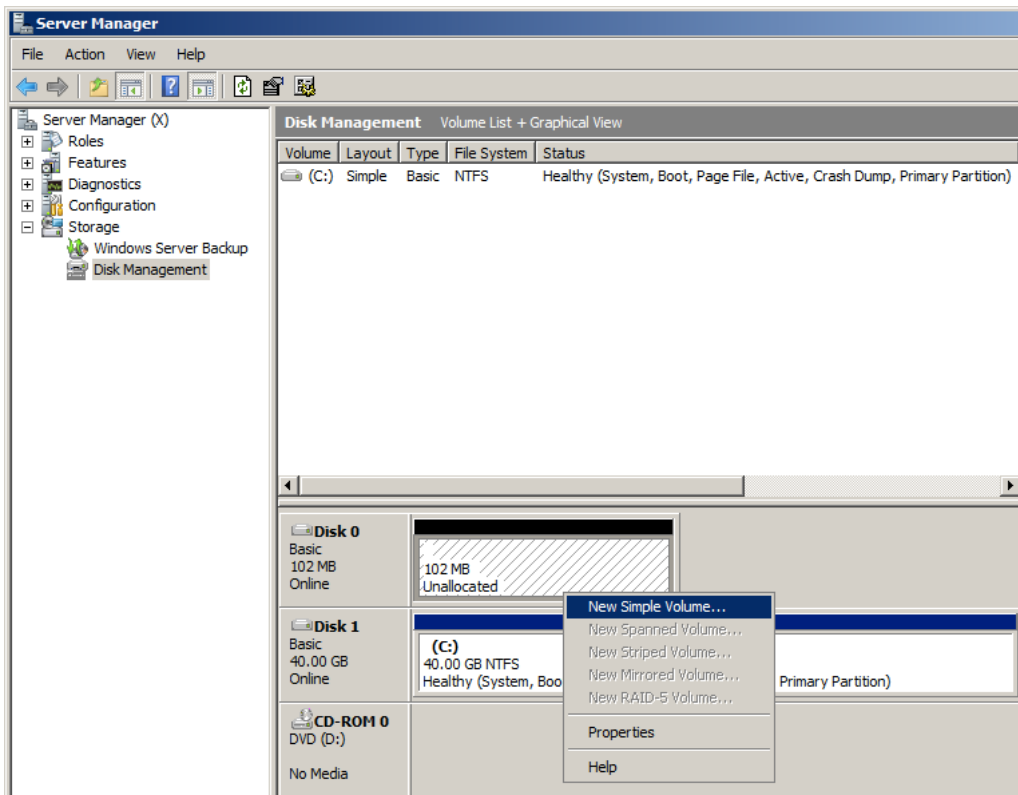 Server Manager
File Action View Help
Server Manager (X)
Roles
Features
Diagnostics
Configuration
Storage
Windows Server Backup
Disk Management
Disk Management Volume List + Graphical View
Volume Layout Type File System Status
(C:) Simple Basic NTFS Healthy (System, Boot, Page File, Active, Crash Dump, Primary Partition)
Disk 0
Basic
102 MB
Online
102 MB
Unallocated
Disk 1
Basic
40.00 GB
Online
(C:)
40.00 GB NTFS
Healthy (System, Boo
Primary Partition)
CD-ROM 0
DVD (D:)
No Media
New Simple Volume...
New Spanned Volume...
New Striped Volume...
New Mirrored Volume...
New RAID-5 Volume...
Properties
Help